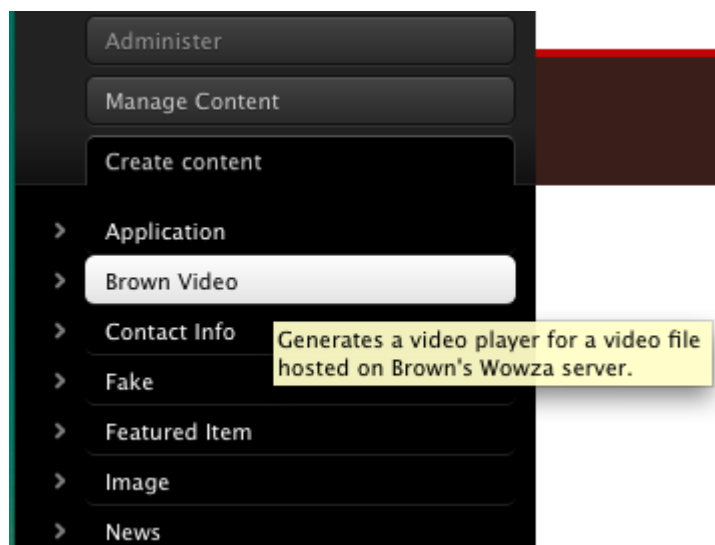 Administer
Manage Content
Create content
Application
Brown Video
Contact Info
Generates a video player for a video file
hosted on Brown's Wowza server.
Fake
Featured Item
Image
News